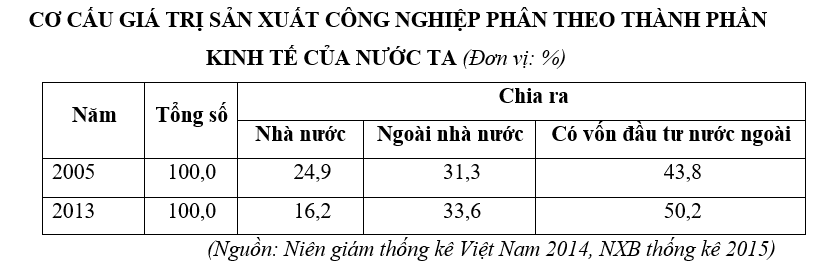 CƠ CẤU GIÁ TRỊ SẢN XUẤT CÔNG NGHIỆP PHÂN THEO THÀNH PHẦN
KINH TẾ CỦA NƯỚC TA (Đơn vị: %)
Năm Tổng số Chia ra
Nhà nước Ngoài nhà nước Có vốn đầu tư nước ngoài
2005 100,0 24,9 31,3 43,8
2013 100,0 16,2 33,6 50,2
(Nguồn: Niên giám thống kê Việt Nam 2014, NXB thống kê 2015)